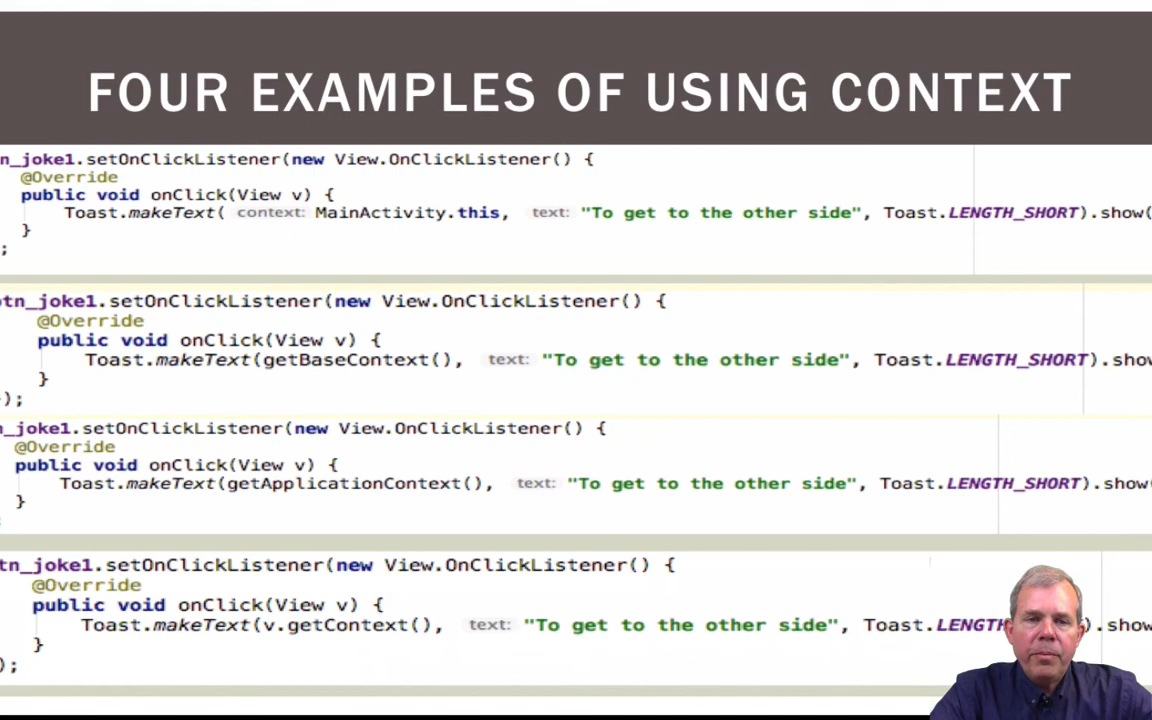 FOUR EXAMPLES OF USING CONTEXT
n_joke1.setOnClickListener(new View.OnClickListener() {
@Override
public void onClick(View v) {
Toast.makeText( context: MainActivity.this, text: "To get to the other side", Toast.LENGTH_SHORT).show(
}
;
tn_joke1.setOnClickListener(new View.OnClickListener() {
@Override
public void onClick(View v) {
Toast.makeText(getBaseContext(), text: "To get to the other side", Toast.LENGTH_SHORT).show
}
);
n_joke1.setOnClickListener(new View.OnClickListener() {
@Override
public void onClick(View v) {
Toast.makeText(getApplicationContext(), text: "To get to the other side", Toast.LENGTH_SHORT).show(
}
;
tn_joke1.setOnClickListener(new View.OnClickListener() {
@Override
public void onClick(View v) {
Toast.makeText(v.getContext(), text: "To get to the other side", Toast.LENGTH ).show
}
);